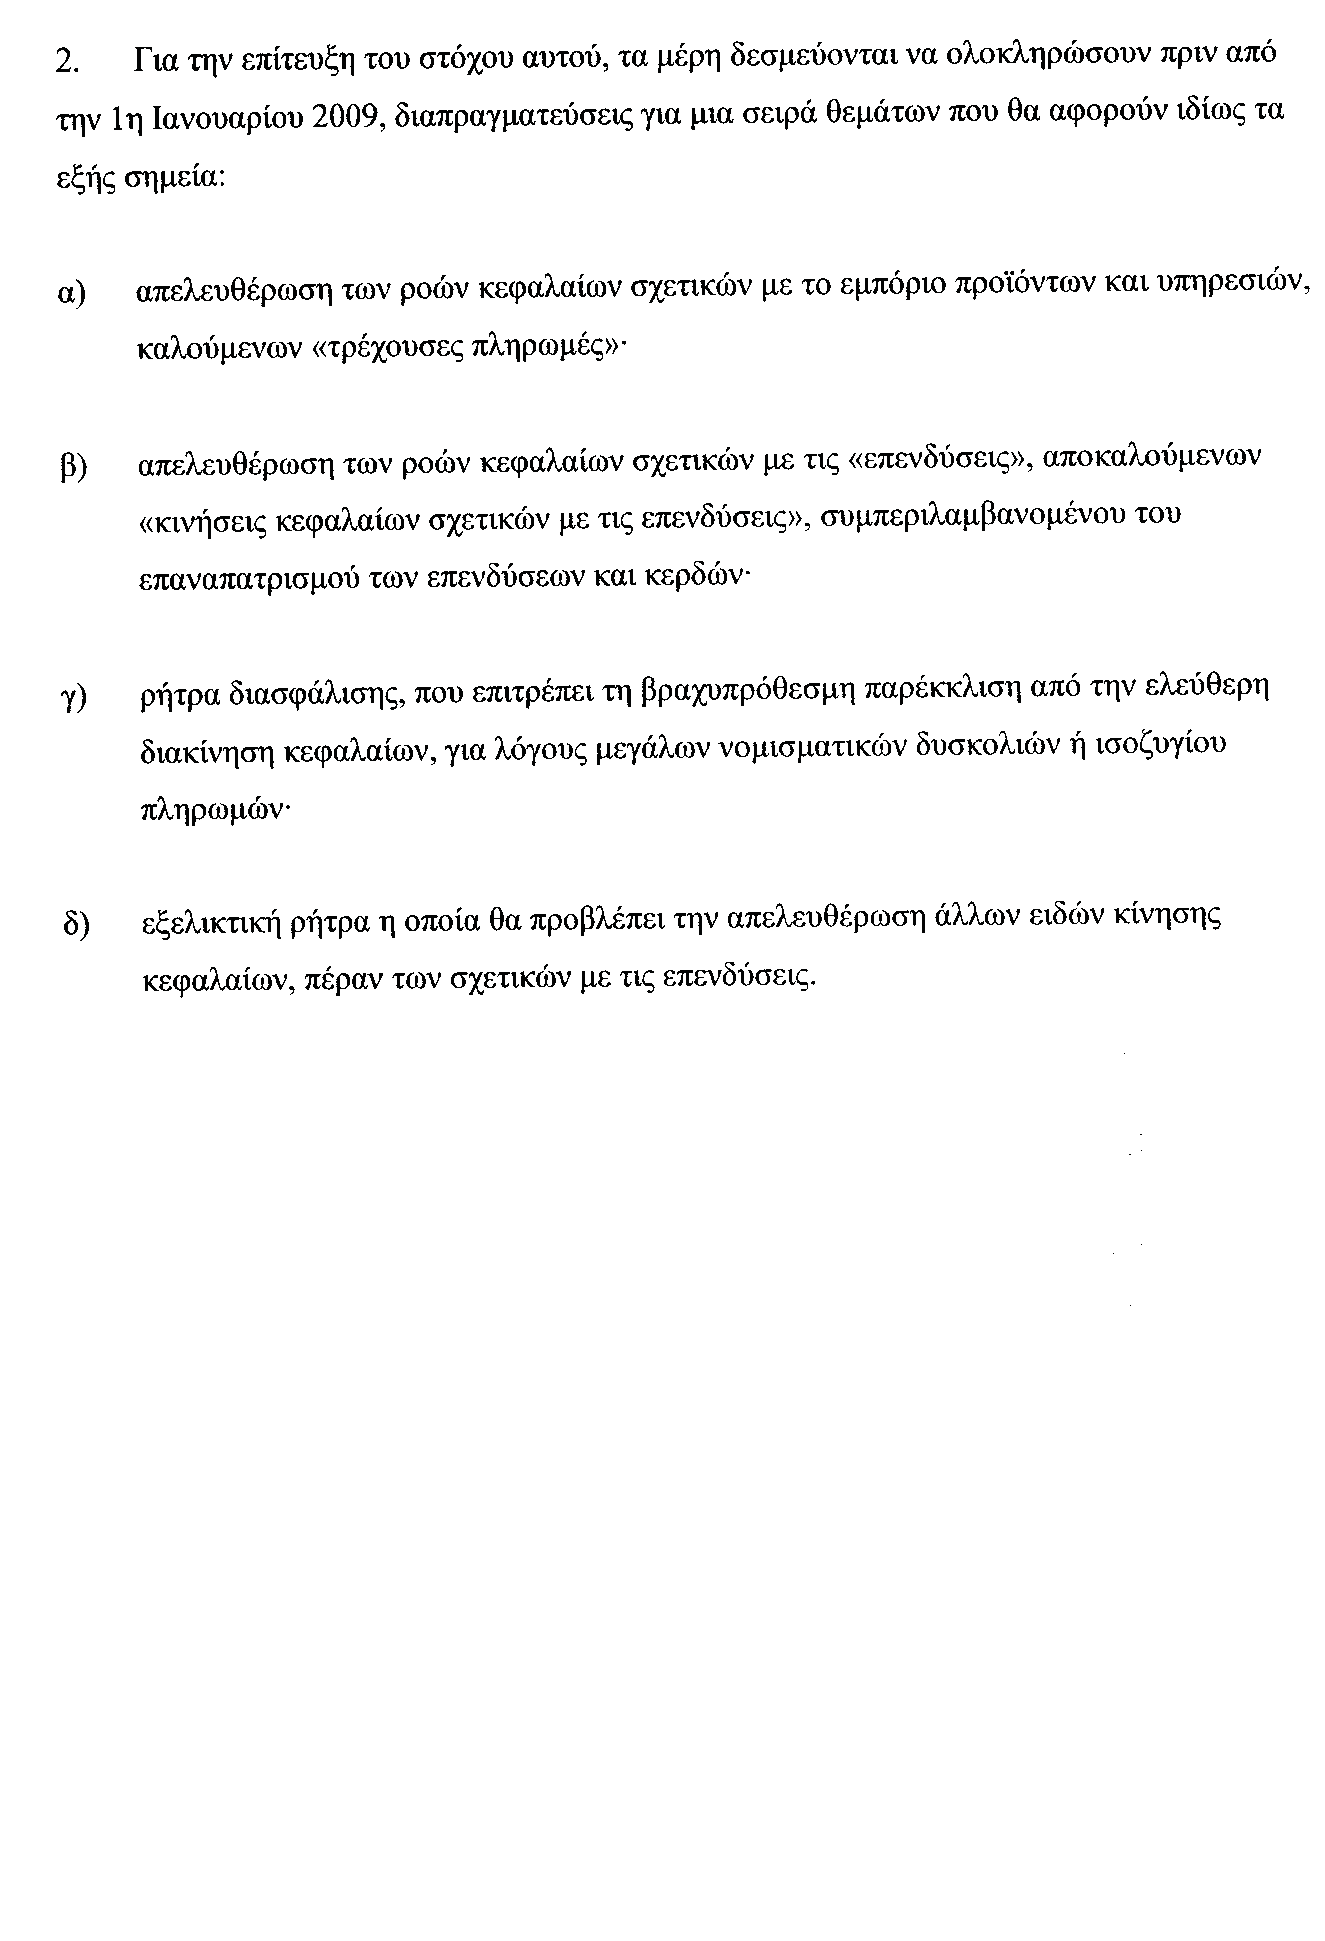 2. Για την επίτευξη του στόχου αυτού, τα μέρη δεσμεύονται να ολοκληρώσουν πριν από
την 1η Ιανουαρίου 2009, διαπραγματεύσεις για μια σειρά θεμάτων που θα αφορούν ιδίως τα
εξής σημεία:
α) απελευθέρωση των ροών κεφαλαίων σχετικών με το εμπόριο προϊόντων και υπηρεσιών,
καλούμενων «τρέχουσες πληρωμές»·
β) απελευθέρωση των ροών κεφαλαίων σχετικών με τις «επενδύσεις», αποκαλούμενων
«κινήσεις κεφαλαίων σχετικών με τις επενδύσεις», συμπεριλαμβανομένου του
επαναπατρισμού των επενδύσεων και κερδών·
γ) ρήτρα διασφάλισης, που επιτρέπει τη βραχυπρόθεσμη παρέκκλιση από την ελεύθερη
διακίνηση κεφαλαίων, για λόγους μεγάλων νομισματικών δυσκολιών ή ισοζυγίου
πληρωμών·
δ) εξελικτική ρήτρα η οποία θα προβλέπει την απελευθέρωση άλλων ειδών κίνησης
κεφαλαίων, πέραν των σχετικών με τις επενδύσεις.